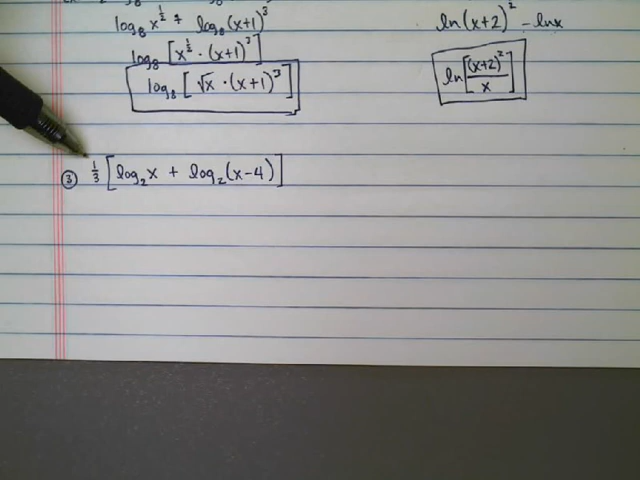 log₈ x^½ + log₈ (x+1)³
log₈ [x^½ · (x+1)³]
log₈ [√x · (x+1)³]
ln(x+2)² - lnx
ln[(x+2)²/x]
③ ⅓ [log₂x + log₂(x-4)]